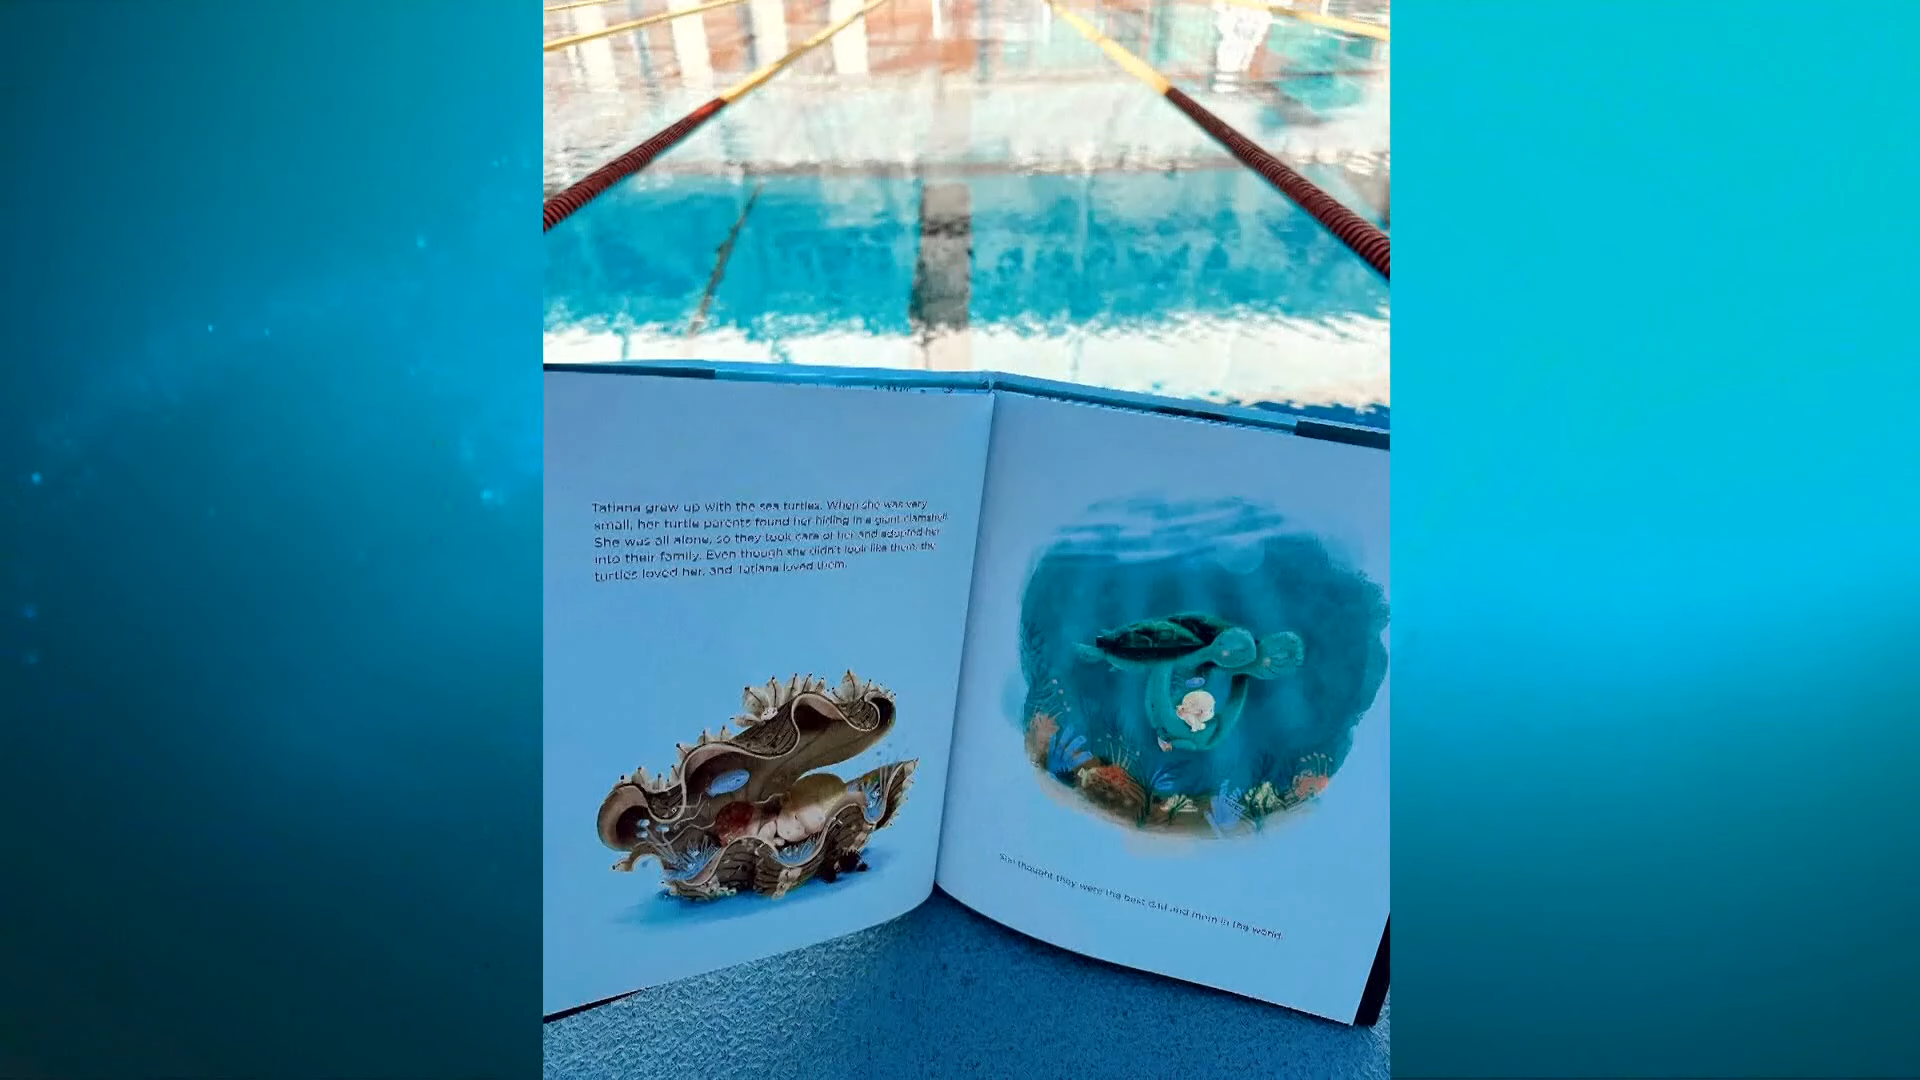 Tatiana grew up with the sea turtles. When she was very
small, her turtle parents found her hiding in a giant clamshell.
She was all alone, so they took care of her and adopted her
into their family. Even though she didn't look like them, the
turtles loved her, and Tatiana loved them.
She thought they were the best dad and mom in the world.